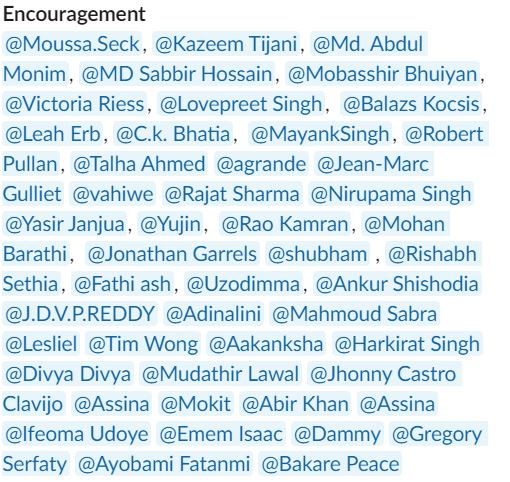 Encouragement
@Moussa.Seck, @Kazeem Tijani, @Md. Abdul
Monim, @MD Sabbir Hossain, @Mobasshir Bhuiyan,
@Victoria Riess, @Lovepreet Singh, @Balazs Kocsis,
@Leah Erb, @C.k. Bhatia, @MayankSingh, @Robert
Pullan, @Talha Ahmed @agrande @Jean-Marc
Gulliet @vahiwe @Rajat Sharma @Nirupama Singh
@Yasir Janjua, @Yujin, @Rao Kamran, @Mohan
Barathi, @Jonathan Garrels @shubham , @Rishabh
Sethia, @Fathi ash, @Uzodimma, @Ankur Shishodia
@J.D.V.P.REDDY @Adinalini @Mahmoud Sabra
@Lesliel @Tim Wong @Aakanksha @Harkirat Singh
@Divya Divya @Mudathir Lawal @Jhonny Castro
Clavijo @Assina @Mokit @Abir Khan @Assina
@Ifeoma Udoye @Emem Isaac @Dammy @Gregory
Serfaty @Ayobami Fatanmi @Bakare Peace